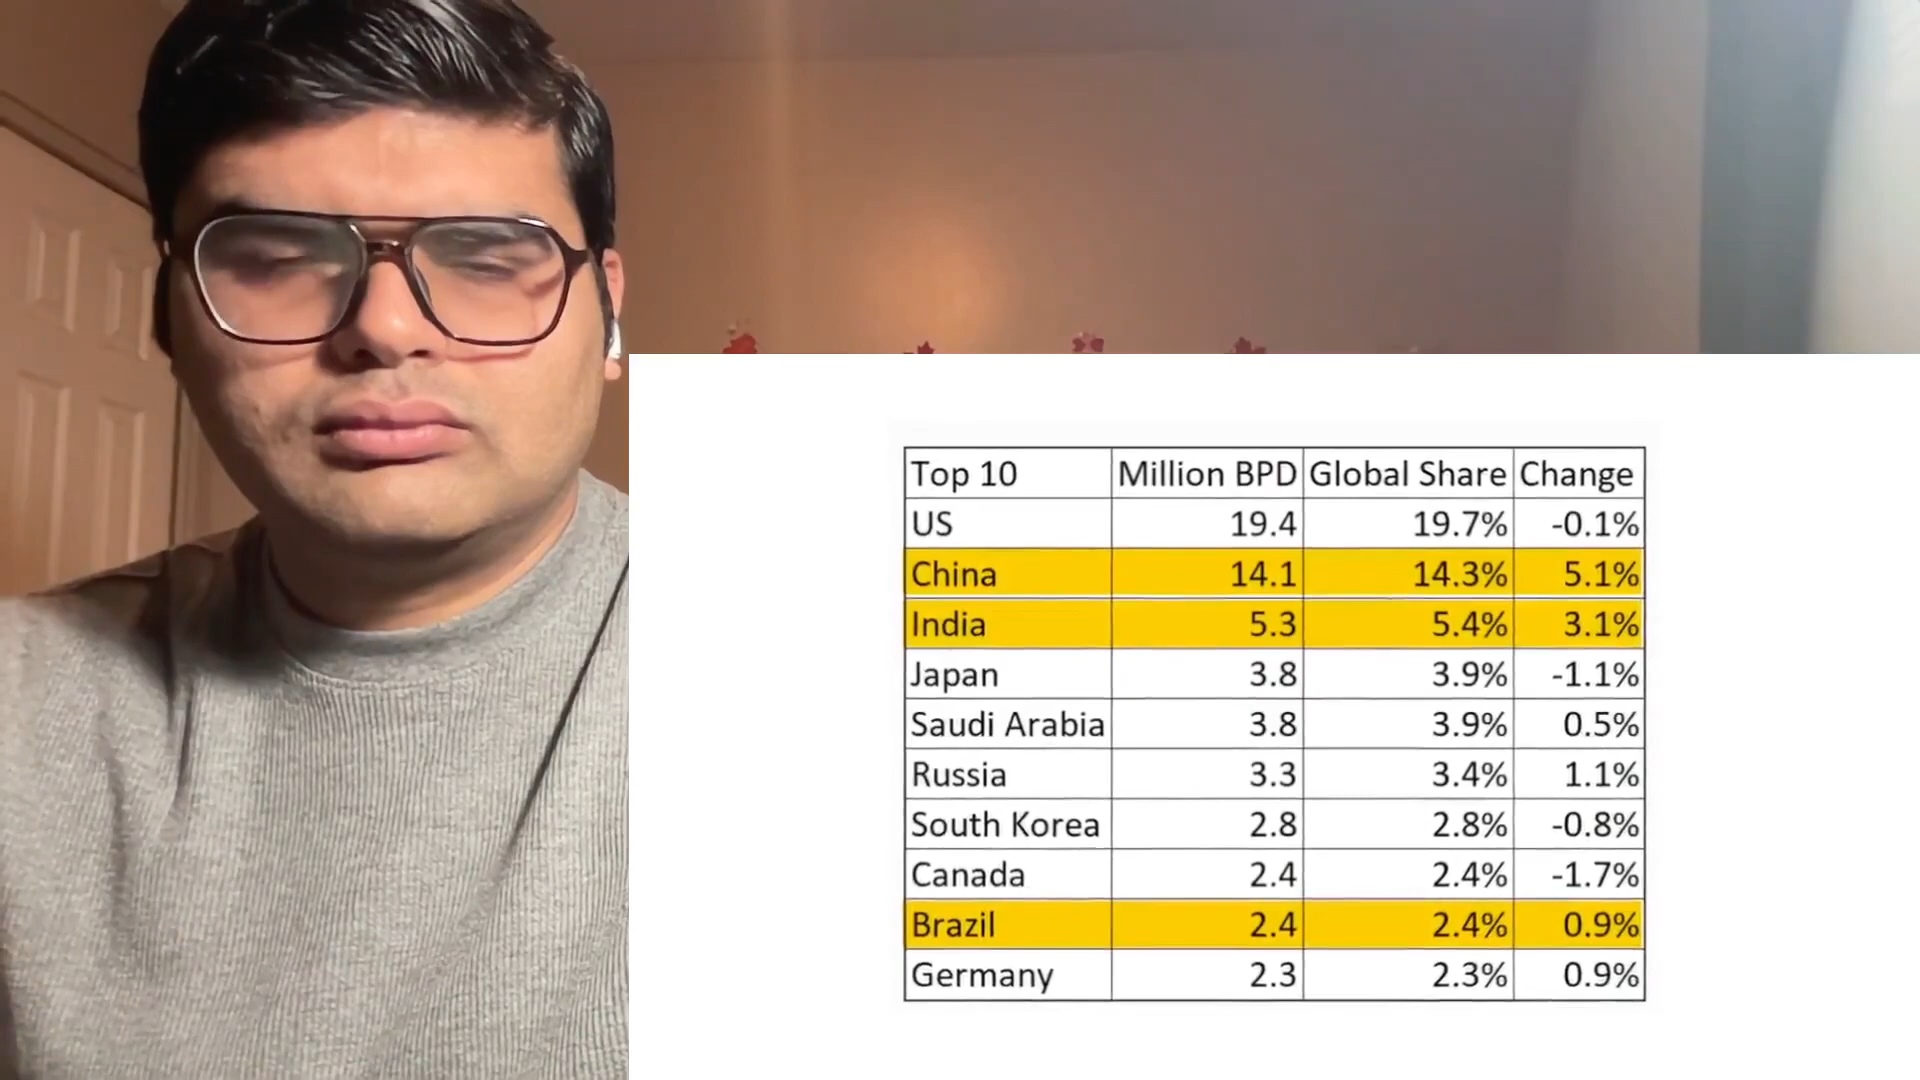 Top 10 Million BPD Global Share Change
US 19.4 19.7% -0.1%
China 14.1 14.3% 5.1%
India 5.3 5.4% 3.1%
Japan 3.8 3.9% -1.1%
Saudi Arabia 3.8 3.9% 0.5%
Russia 3.3 3.4% 1.1%
South Korea 2.8 2.8% -0.8%
Canada 2.4 2.4% -1.7%
Brazil 2.4 2.4% 0.9%
Germany 2.3 2.3% 0.9%